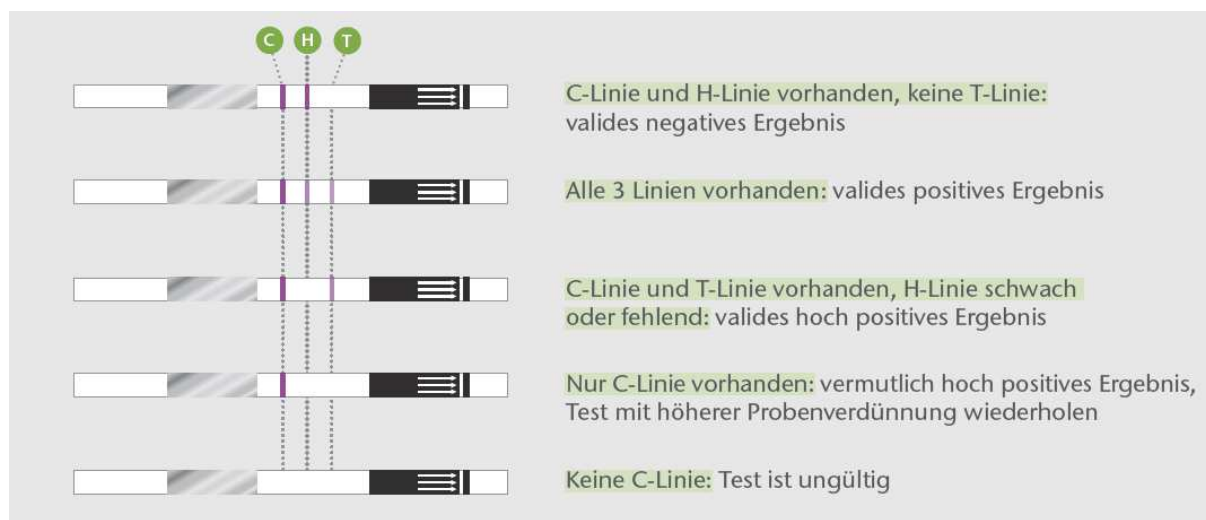 C H T
C-Linie und H-Linie vorhanden, keine T-Linie:
valides negatives Ergebnis
Alle 3 Linien vorhanden: valides positives Ergebnis
C-Linie und T-Linie vorhanden, H-Linie schwach
oder fehlend: valides hoch positives Ergebnis
Nur C-Linie vorhanden: vermutlich hoch positives Ergebnis,
Test mit höherer Probenverdünnung wiederholen
Keine C-Linie: Test ist ungültig